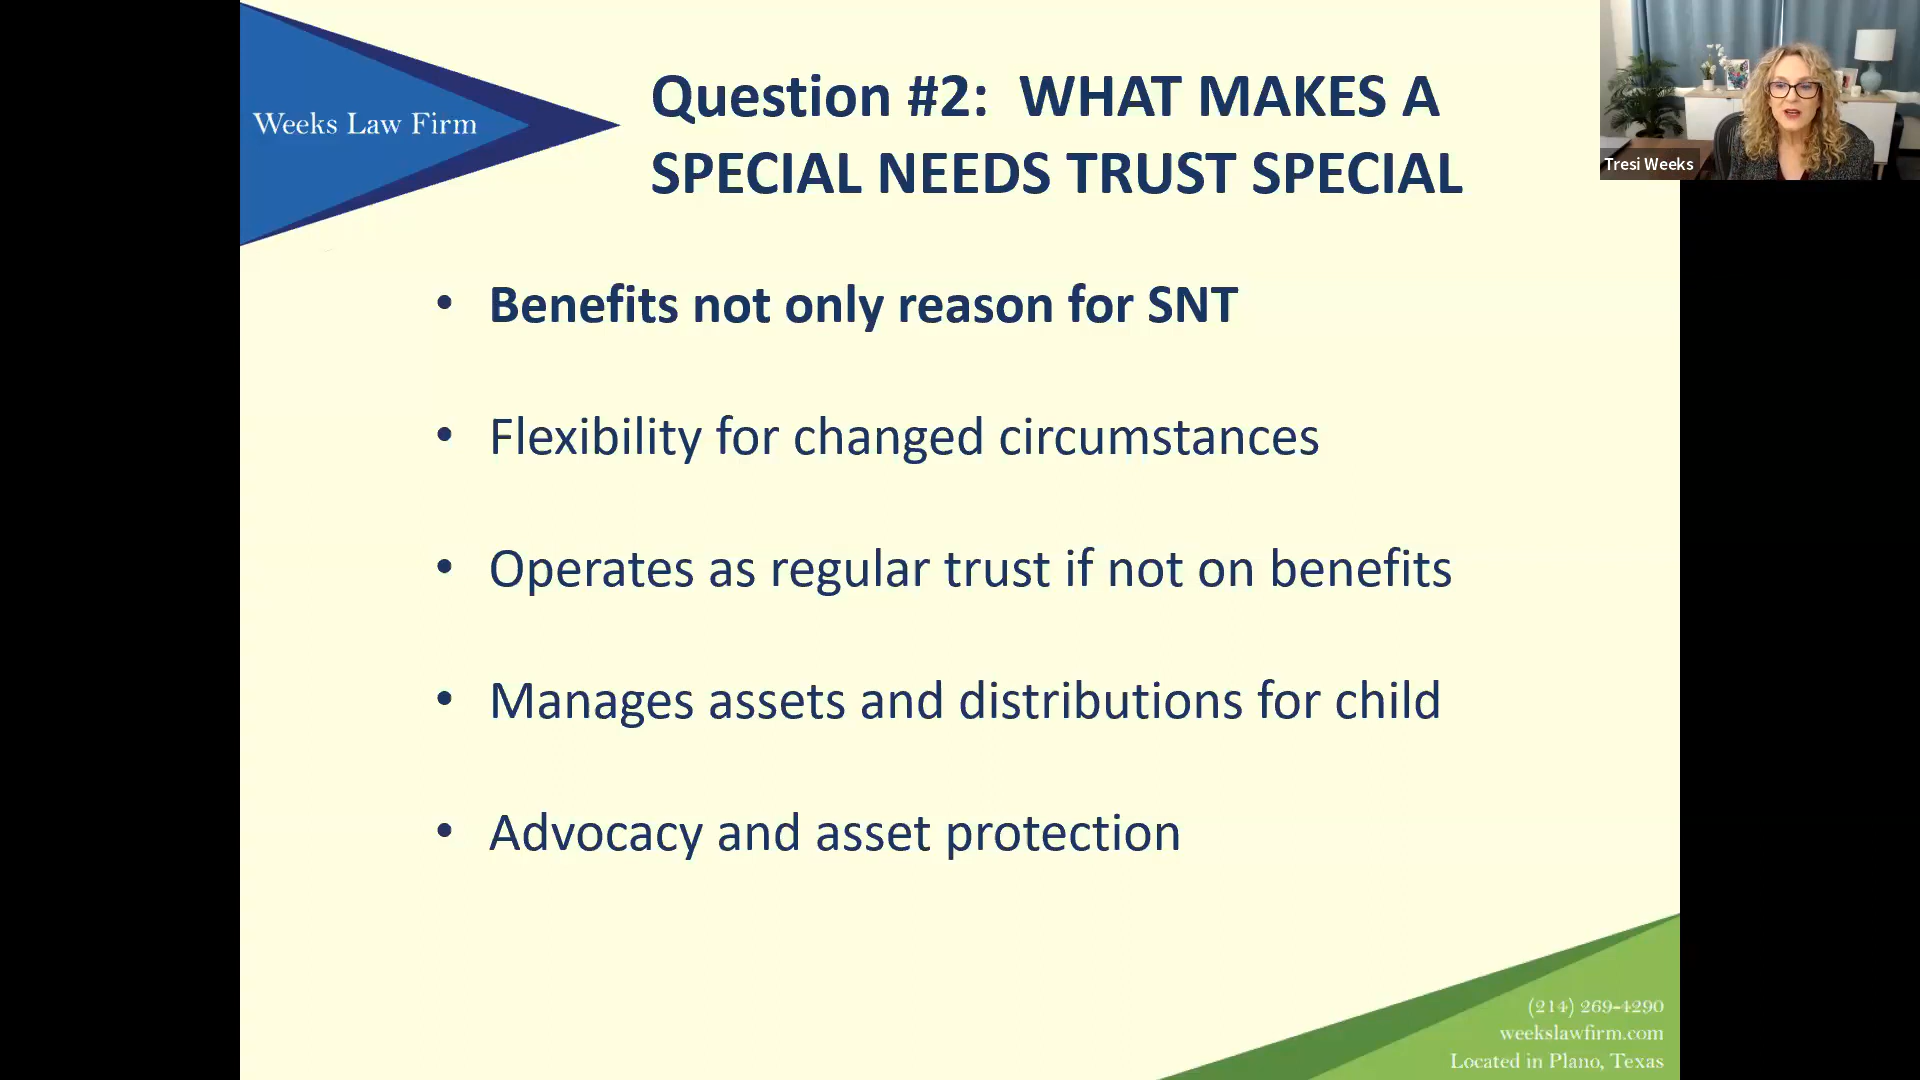 Weeks Law Firm
Question #2: WHAT MAKES A
SPECIAL NEEDS TRUST SPECIAL
Tresi Weeks
• Benefits not only reason for SNT
• Flexibility for changed circumstances
• Operates as regular trust if not on benefits
• Manages assets and distributions for child
• Advocacy and asset protection
(214) 269-4290
weekslawfirm.com
Located in Plano, Texas